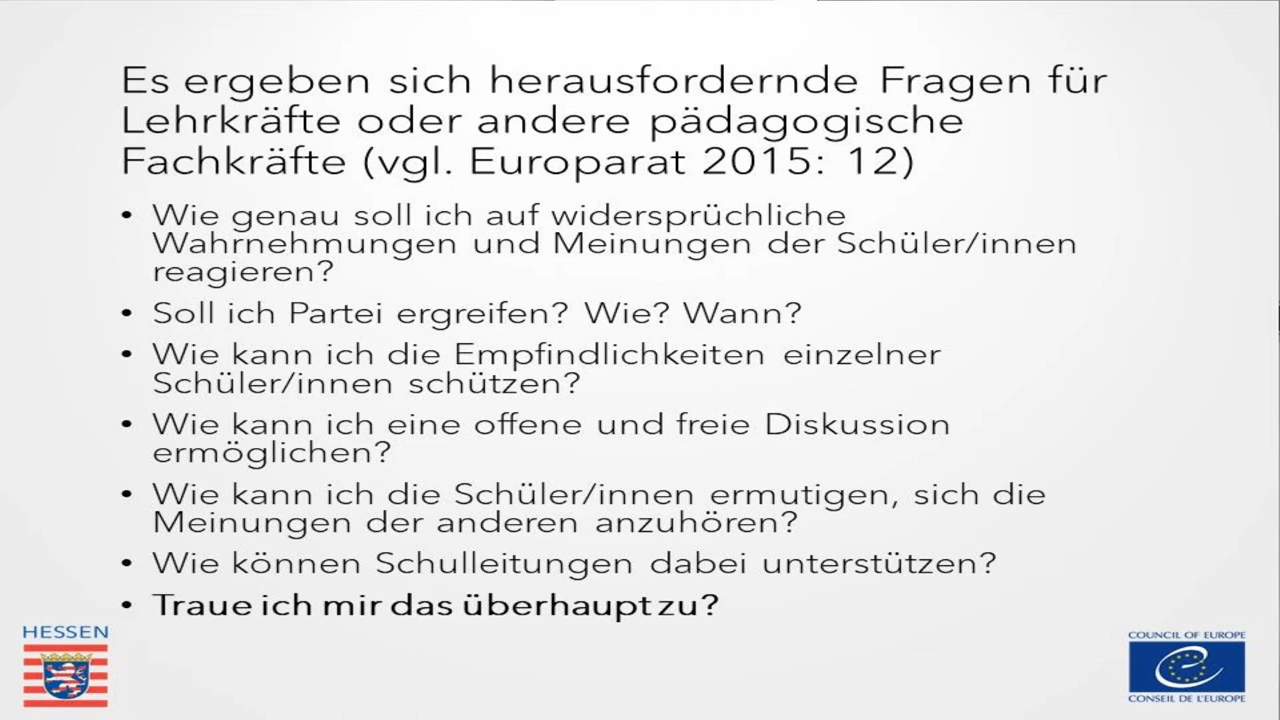 Es ergeben sich herausfordernde Fragen für
Lehrkräfte oder andere pädagogische
Fachkräfte (vgl. Europarat 2015: 12)
• Wie genau soll ich auf widersprüchliche
Wahrnehmungen und Meinungen der Schüler/innen
reagieren?
• Soll ich Partei ergreifen? Wie? Wann?
• Wie kann ich die Empfindlichkeiten einzelner
Schüler/innen schützen?
• Wie kann ich eine offene und freie Diskussion
ermöglichen?
• Wie kann ich die Schüler/innen ermutigen, sich die
Meinungen der anderen anzuhören?
• Wie können Schulleitungen dabei unterstützen?
• Traue ich mir das überhaupt zu?
HESSEN
COUNCIL OF EUROPE
CONSEIL DE L'EUROPE